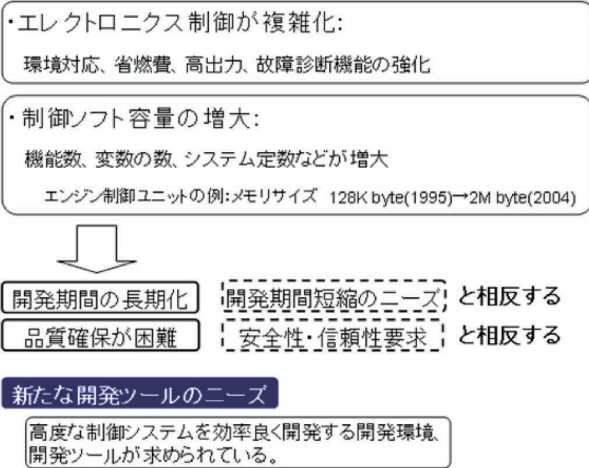 ・エレクトロニクス制御が複雑化:
環境対応、省燃費、高出力、故障診断機能の強化
・制御ソフト容量の増大:
機能数、変数の数、システム定数などが増大
エンジン制御ユニットの例:メモリサイズ 128K byte(1995)→2M byte(2004)
開発期間の長期化 開発期間短縮のニーズ と相反する
品質確保が困難 安全性・信頼性要求 と相反する
新たな開発ツールのニーズ
高度な制御システムを効率良く開発する開発環境、
開発ツールが求められている。